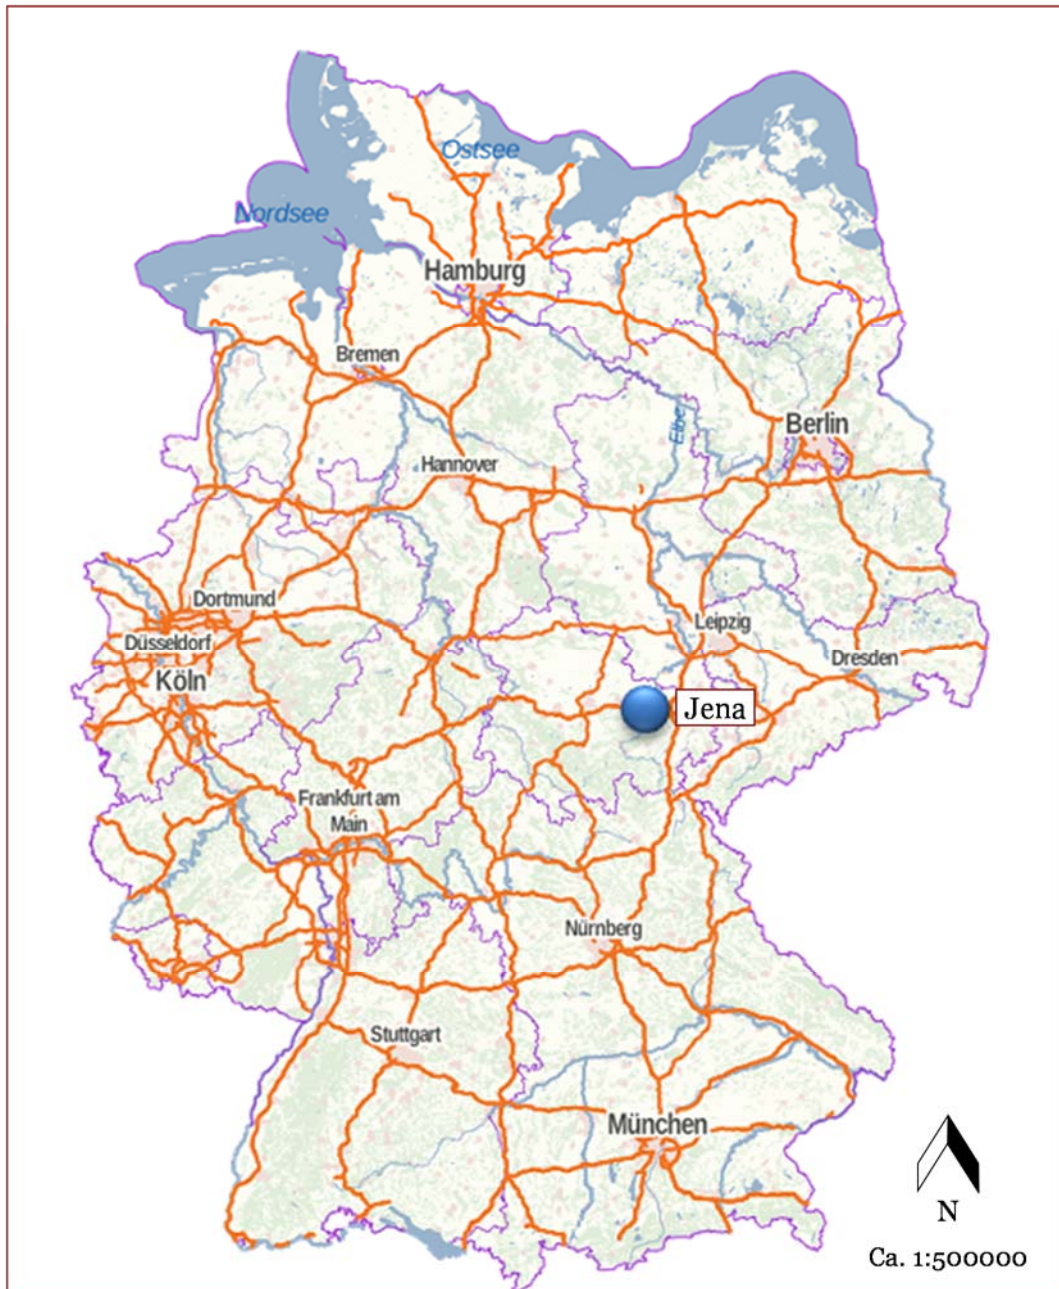 Ostsee
Nordsee
Hamburg
Bremen
Elbe
Berlin
Hannover
Dortmund
Leipzig
Düsseldorf
Dresden
Köln
Jena
Frankfurt am
Main
Nürnberg
Stuttgart
München
N
Ca. 1:500000